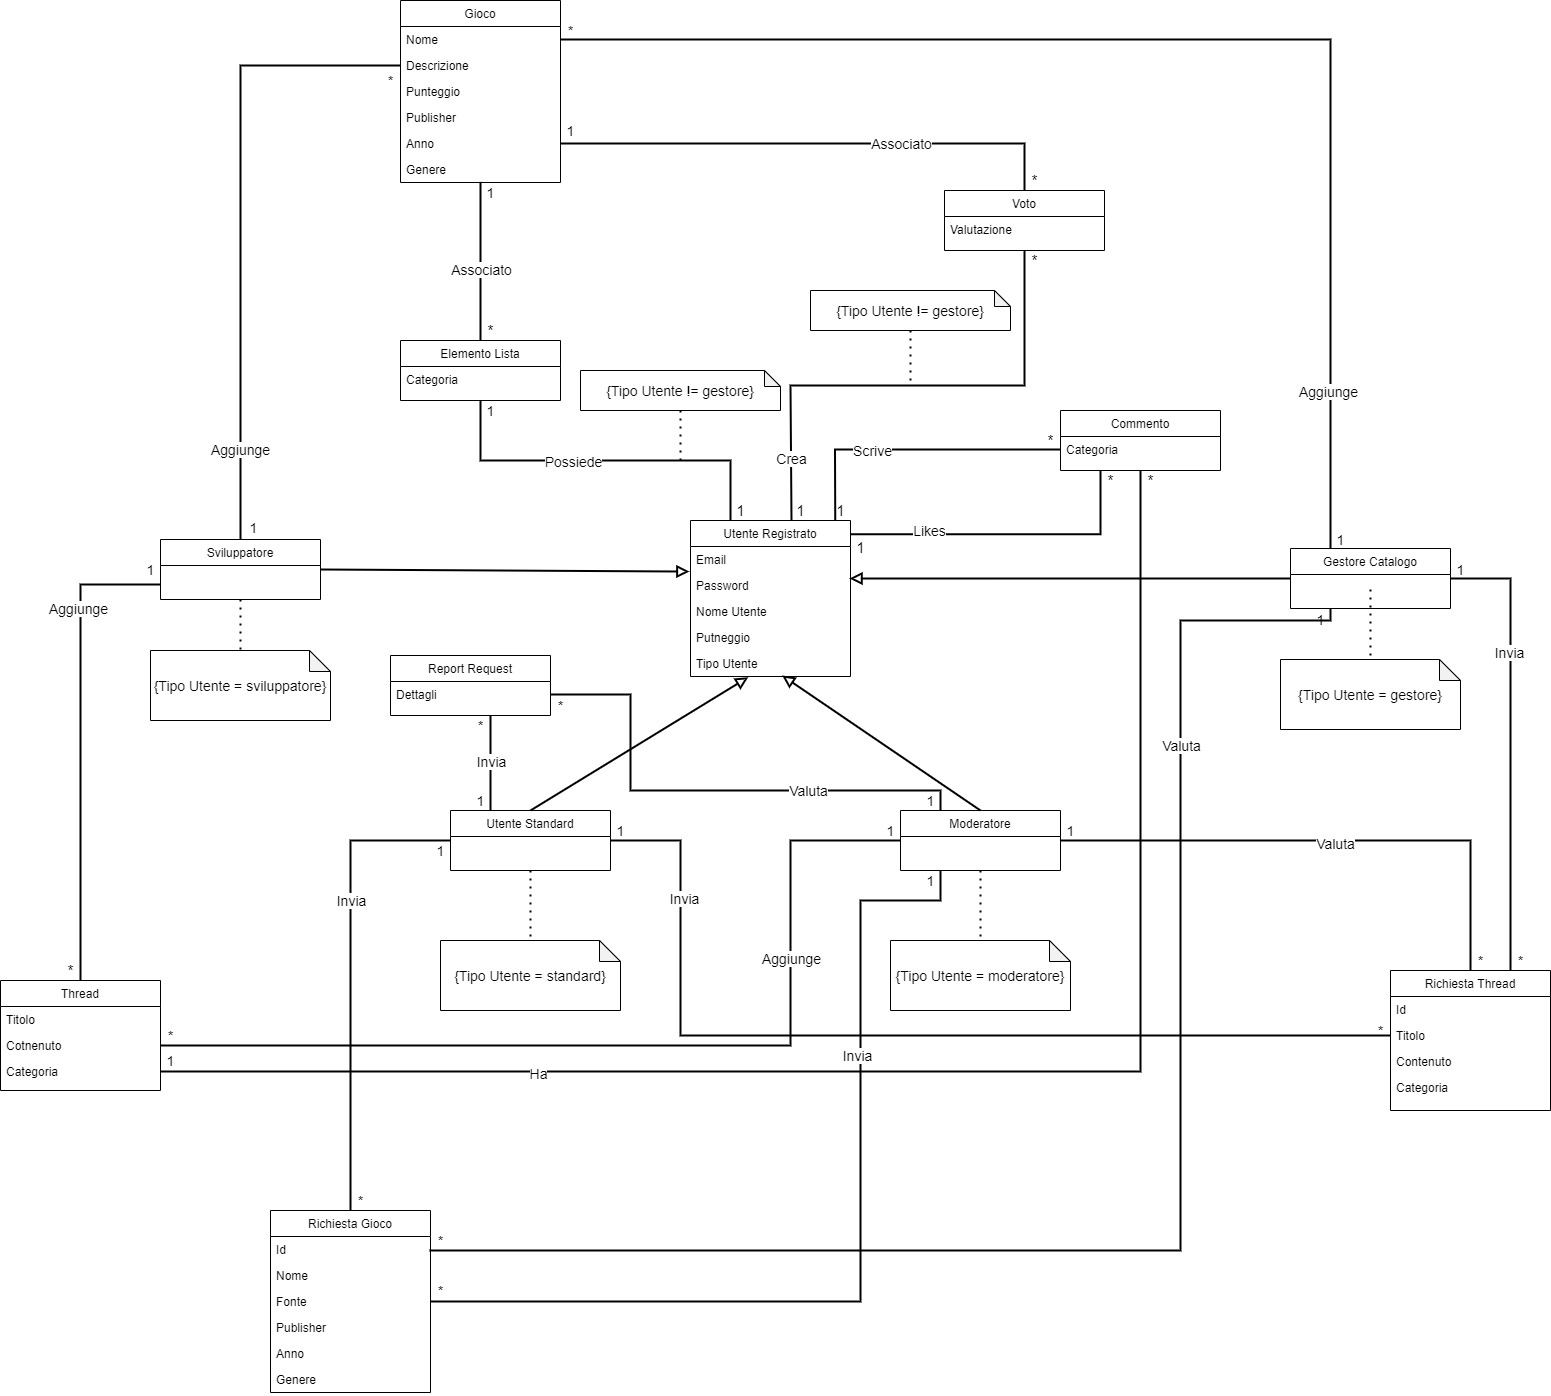 Gioco
Nome
Descrizione
Punteggio
Publisher
Anno
Genere
*
*
1
Associato
*
1
Voto
Valutazione
*
Associato
{Tipo Utente != gestore}
*
Elemento Lista
Categoria
1
{Tipo Utente != gestore}
Aggiunge
Commento
Categoria
*
Aggiunge
Possiede
Crea
Scrive
*
*
1
1
1
1
Likes
1
Utente Registrato
Email
Password
Nome Utente
Putneggio
Tipo Utente
1
Sviluppatore
1
Aggiunge
{Tipo Utente = sviluppatore}
1
Gestore Catalogo
1
1
Invia
{Tipo Utente = gestore}
Report Request
Dettagli
*
*
Invia
1
Valuta
Valuta
1
Utente Standard
1
1
Moderatore
1
1
1
Valuta
Invia
Invia
{Tipo Utente = standard}
{Tipo Utente = moderatore}
Aggiunge
*
*
*
Thread
Titolo
Cotnenuto
Categoria
*
1
Ha
Invia
*
Richiesta Thread
Id
Titolo
Contenuto
Categoria
*
Richiesta Gioco
Id
Nome
Fonte
Publisher
Anno
Genere
*
*